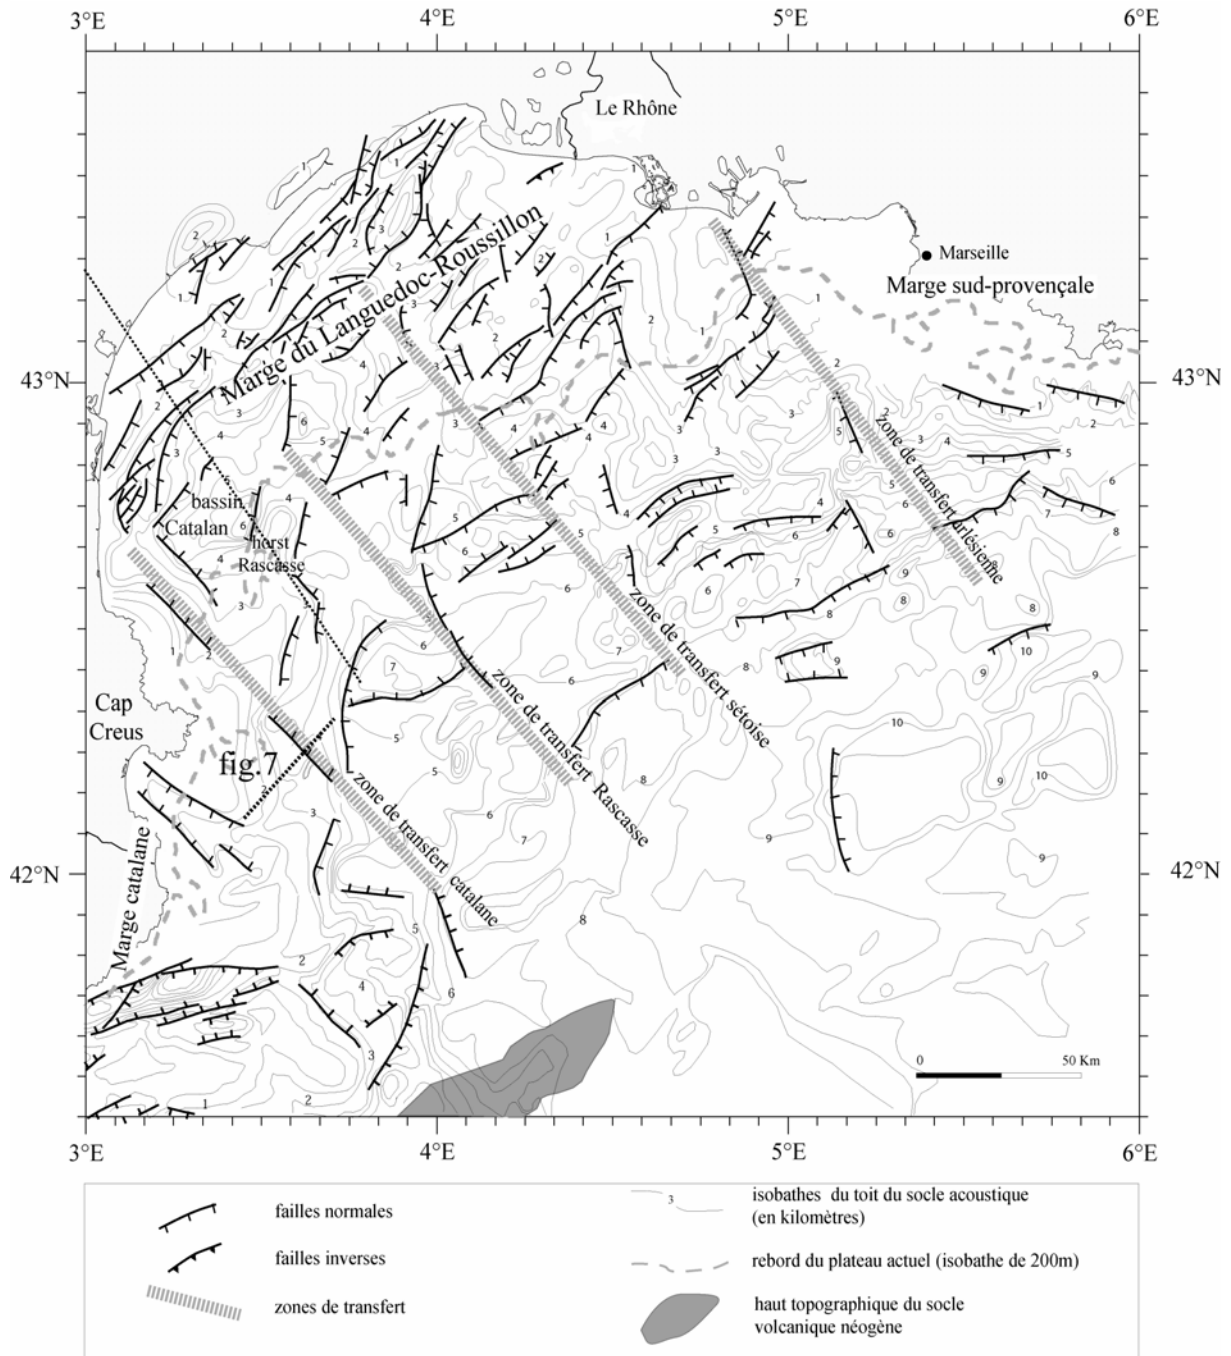 3°E 4°E 5°E 6°E
Le Rhône
Marseille
Marge sud-provençale
Marge du Languedoc-Roussillon
43°N 43°N
bassin
Catalan
horst
Rascasse
zone de transfert arlésienne
zone de transfert sétoise
zone de transfert Rascasse
zone de transfert catalane
Cap
Creus
fig.7
42°N 42°N
Marge catalane
0 50 Km
3°E 4°E 5°E 6°E
failles normales
failles inverses
zones de transfert
3
isobathes du toit du socle acoustique
(en kilomètres)
rebord du plateau actuel (isobathe de 200m)
haut topographique du socle
volcanique néogène